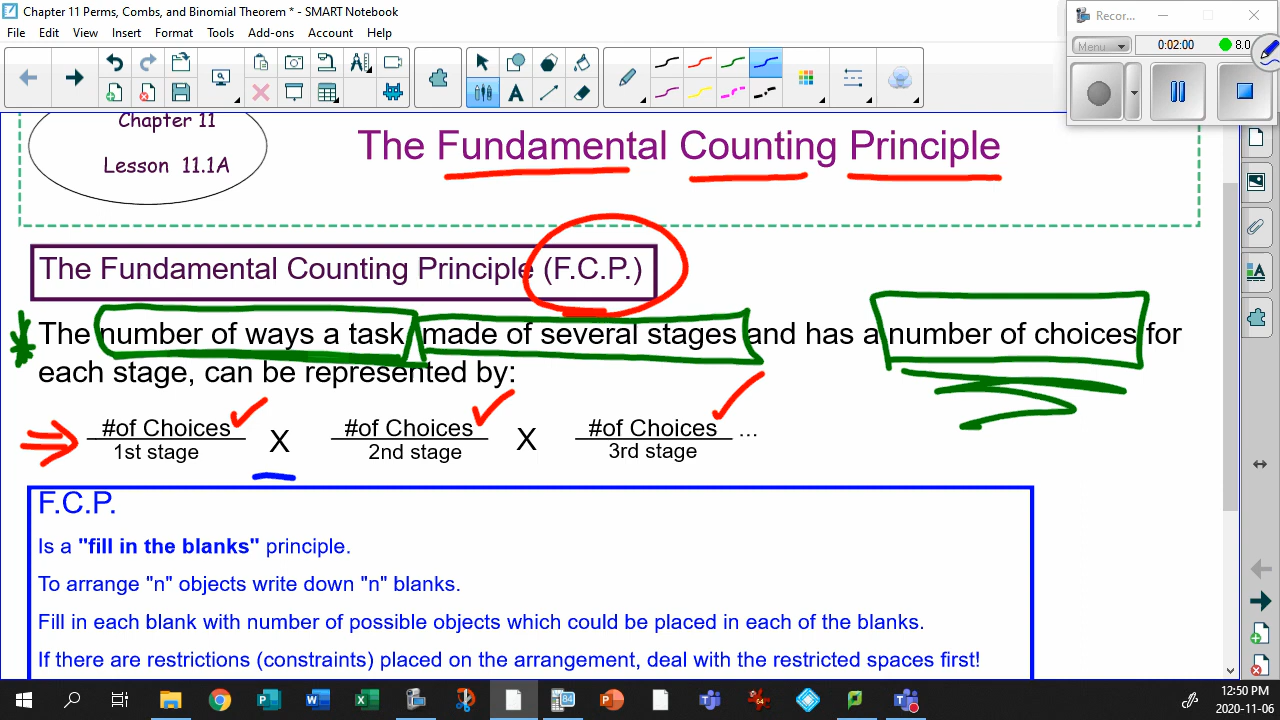 Chapter 11 Perms, Combs, and Binomial Theorem * - SMART Notebook
File Edit View Insert Format Tools Add-ons Account Help
Recor...
Menu
0:02:00
8.0
Chapter 11
Lesson 11.1A
The Fundamental Counting Principle
The Fundamental Counting Principle (F.C.P.)
The number of ways a task made of several stages and has a number of choices for
each stage, can be represented by:
#of Choices X #of Choices X #of Choices ...
1st stage 2nd stage 3rd stage
F.C.P.
Is a "fill in the blanks" principle.
To arrange "n" objects write down "n" blanks.
Fill in each blank with number of possible objects which could be placed in each of the blanks.
If there are restrictions (constraints) placed on the arrangement, deal with the restricted spaces first!
12:50 PM
2020-11-06